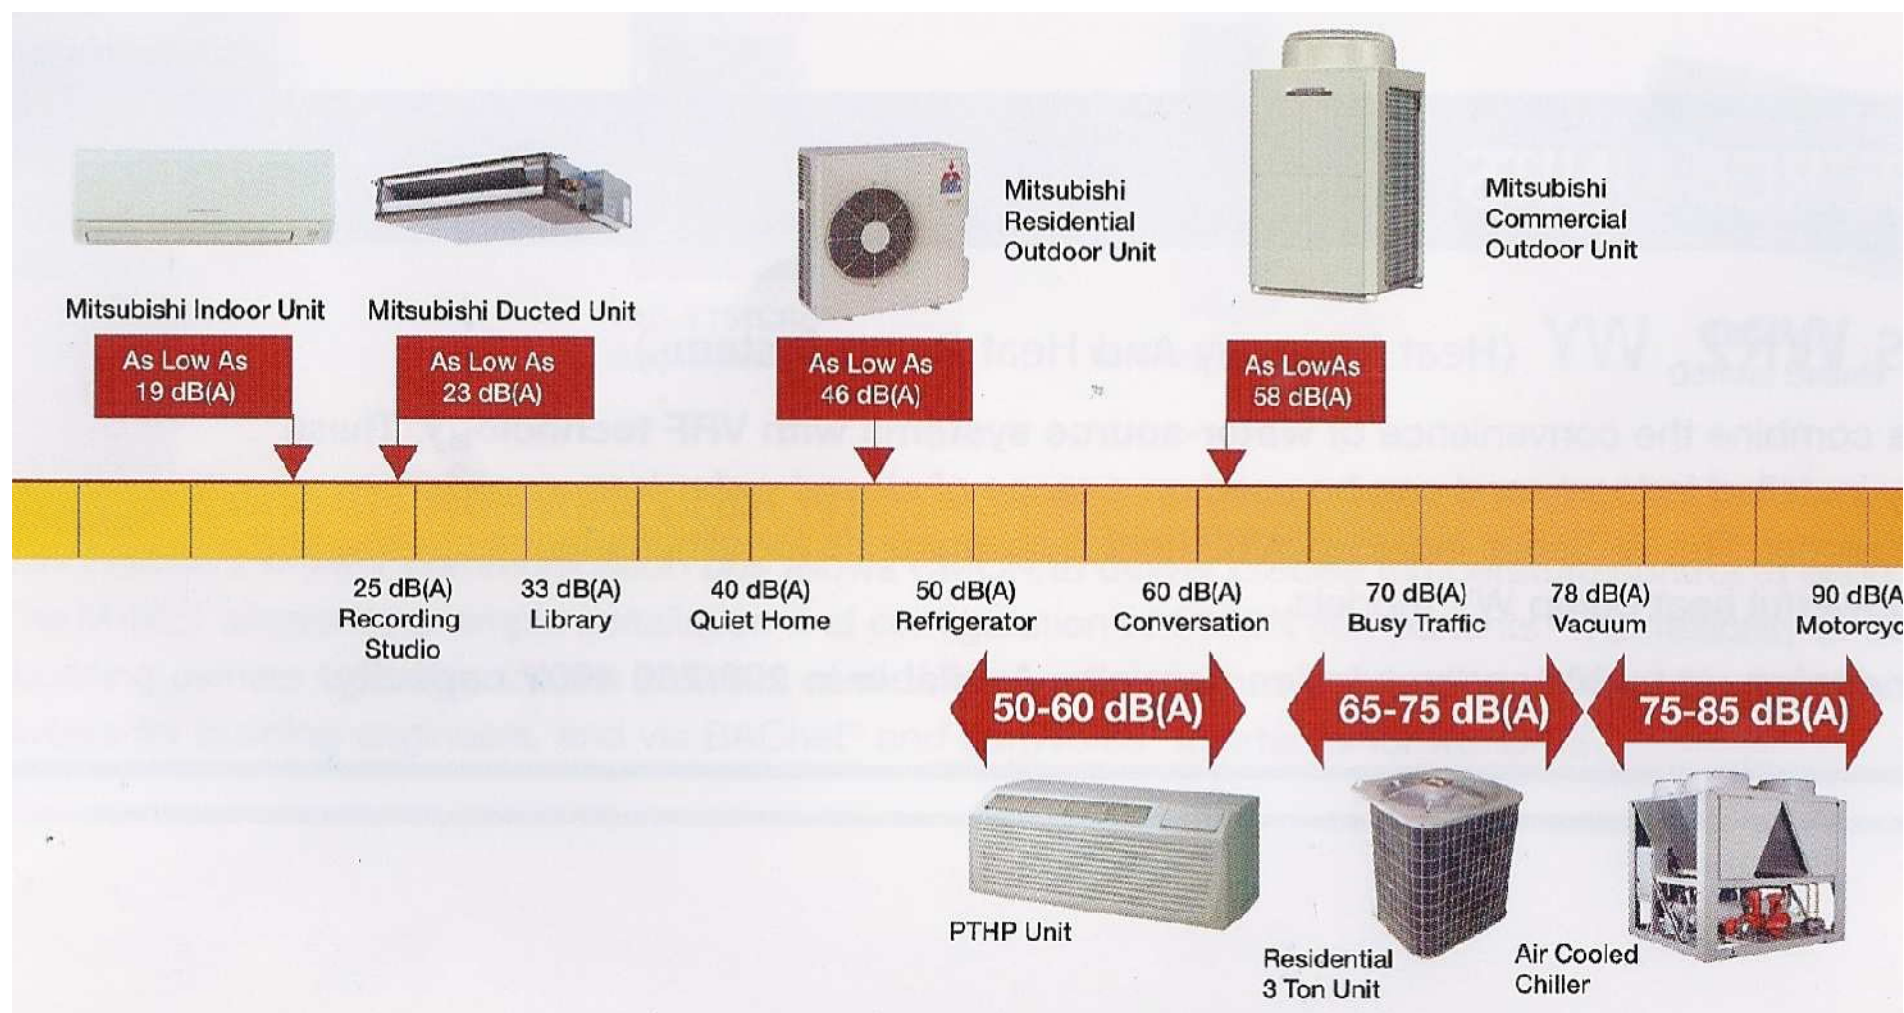 Mitsubishi Indoor Unit
As Low As
19 dB(A)
Mitsubishi Ducted Unit
As Low As
23 dB(A)
Mitsubishi
Residential
Outdoor Unit
As Low As
46 dB(A)
Mitsubishi
Commercial
Outdoor Unit
As LowAs
58 dB(A)
25 dB(A)
Recording
Studio
33 dB(A)
Library
40 dB(A)
Quiet Home
50 dB(A)
Refrigerator
60 dB(A)
Conversation
70 dB(A)
Busy Traffic
78 dB(A)
Vacuum
90 dB(A
Motorcyc
50-60 dB(A)
65-75 dB(A)
75-85 dB(A)
PTHP Unit
Residential
3 Ton Unit
Air Cooled
Chiller